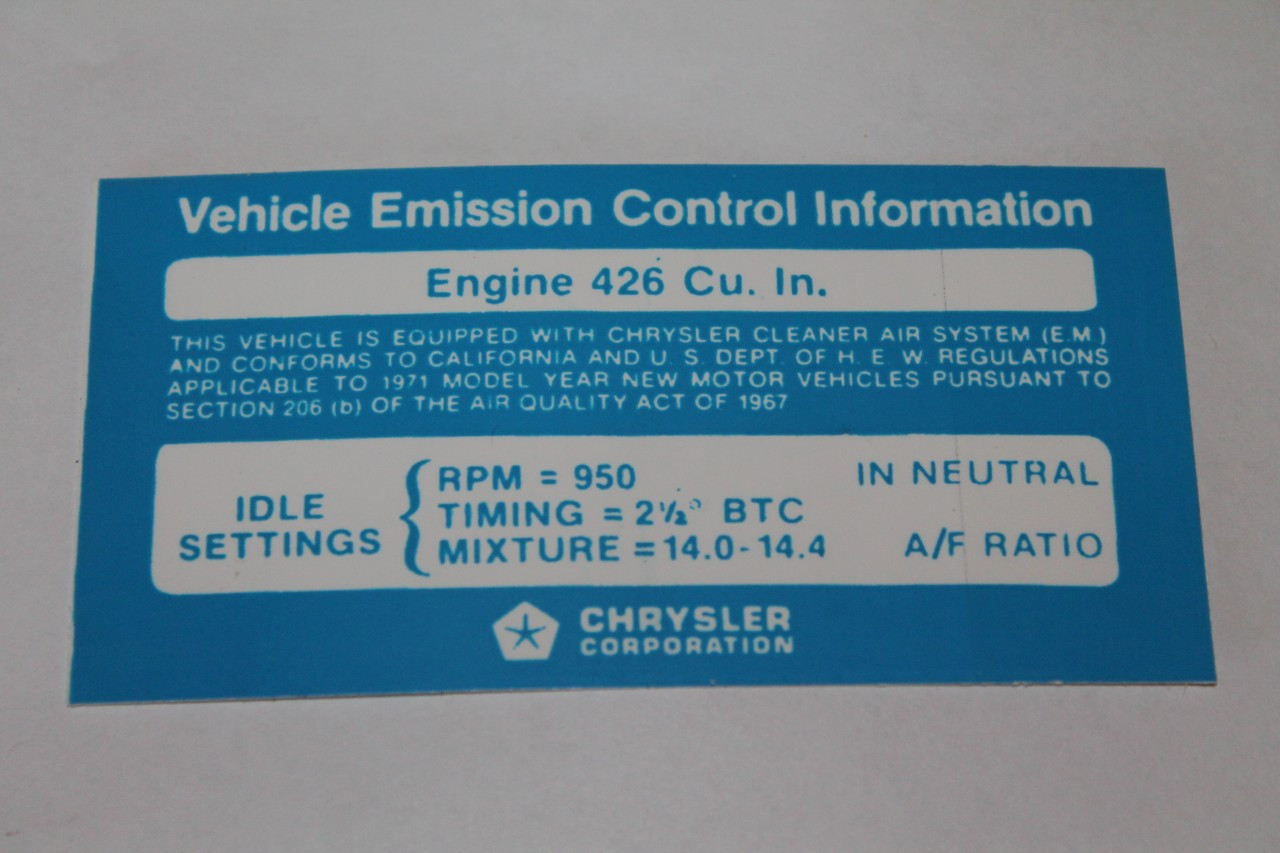 Vehicle Emission Control Information
Engine 426 Cu. In.
THIS VEHICLE IS EQUIPPED WITH CHRYSLER CLEANER AIR SYSTEM (E.M.)
AND CONFORMS TO CALIFORNIA AND U. S. DEPT. OF H. E. W. REGULATIONS
APPLICABLE TO 1971 MODEL YEAR NEW MOTOR VEHICLES PURSUANT TO
SECTION 206 (b) OF THE AIR QUALITY ACT OF 1967
IDLE
SETTINGS
RPM = 950 IN NEUTRAL
TIMING = 2½° BTC
MIXTURE = 14.0-14.4 A/F RATIO
CHRYSLER
CORPORATION